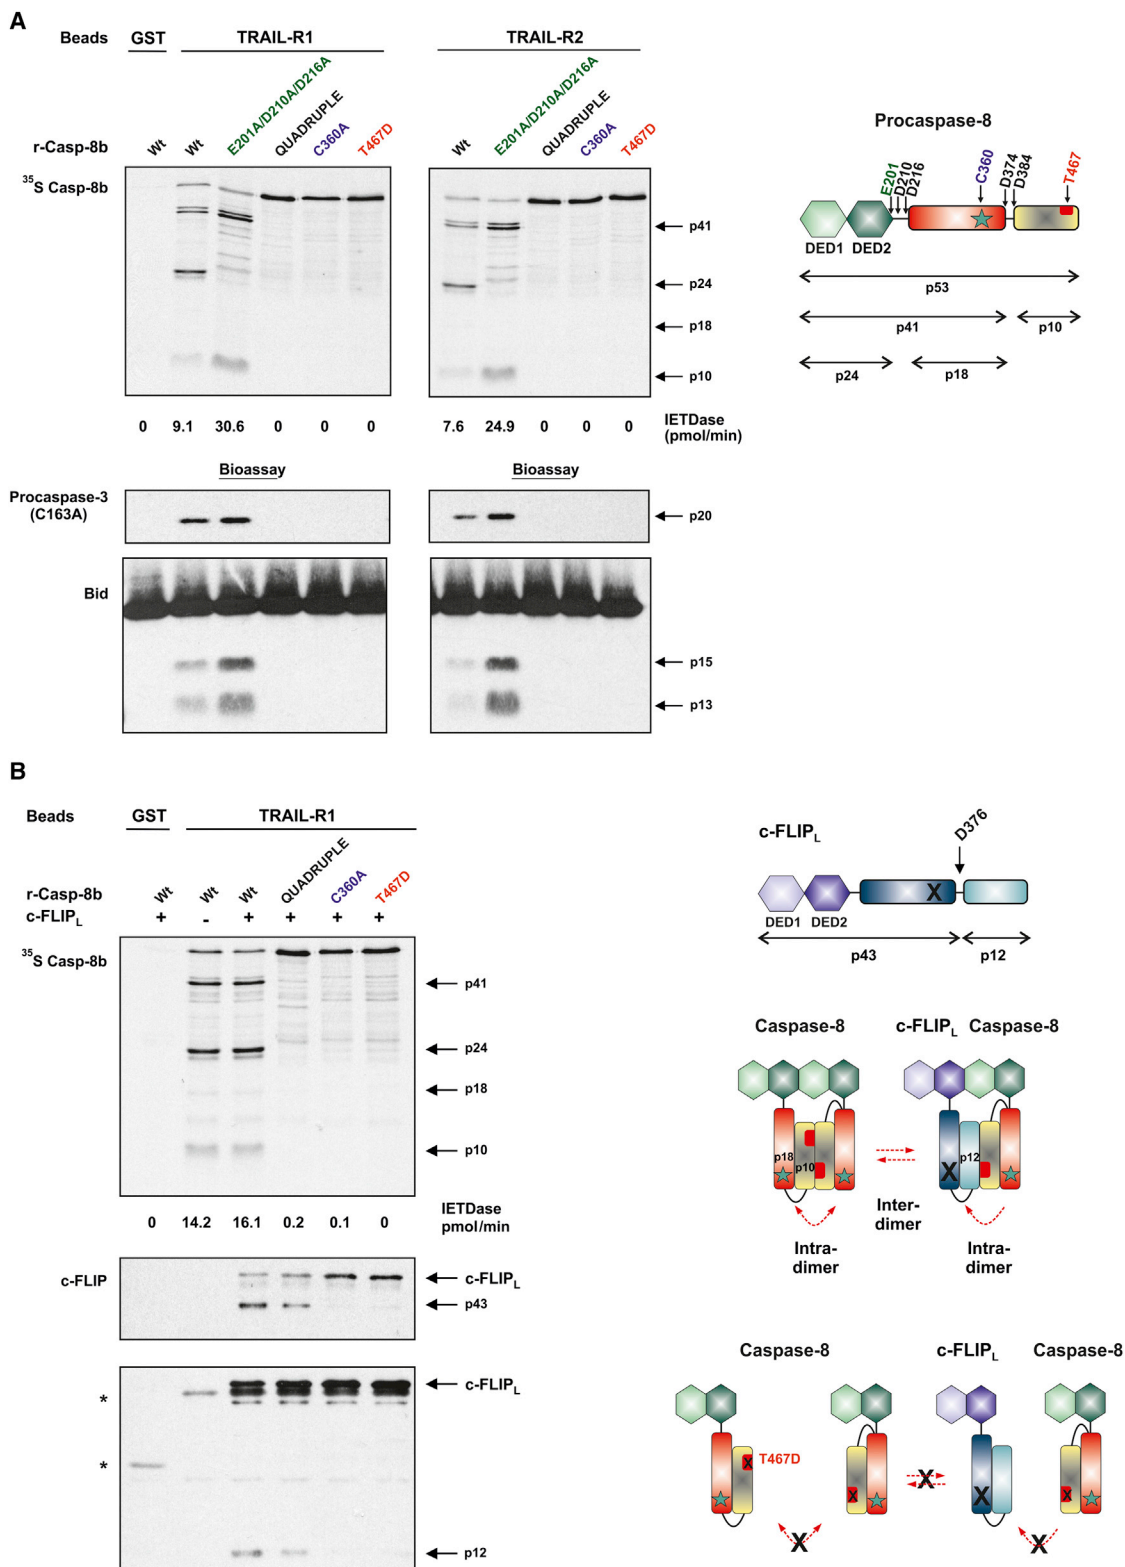 A
Beads
GST
TRAIL-R1
TRAIL-R2
r-Casp-8b
Wt
Wt
E201A/D210A/D216A
QUADRUPLE
C360A
T467D
Wt
E201A/D210A/D216A
QUADRUPLE
C360A
T467D
35S Casp-8b
p41
p24
p18
p10
0 9.1 30.6 0 0 0
7.6 24.9 0 0 0
IETDase
(pmol/min)
Bioassay
Bioassay
Procaspase-3
(C163A)
p20
Bid
p15
p13
Procaspase-8
E201
D210
D216
C360
D374
D384
T467
DED1
DED2
p53
p41
p10
p24
p18
B
Beads
GST
TRAIL-R1
r-Casp-8b
Wt
Wt
Wt
QUADRUPLE
C360A
T467D
c-FLIPL
+ - + + + +
35S Casp-8b
p41
p24
p18
p10
0 14.2 16.1 0.2 0.1 0
IETDase
pmol/min
c-FLIP
c-FLIPL
p43
*
*
c-FLIPL
p12
c-FLIPL
D376
X
DED1
DED2
p43
p12
Caspase-8
c-FLIPL
Caspase-8
p18
p10
X
p12
Inter-
dimer
Intra-
dimer
Intra-
dimer
Caspase-8
c-FLIPL
Caspase-8
X
T467D
X
X
X
X
X
X